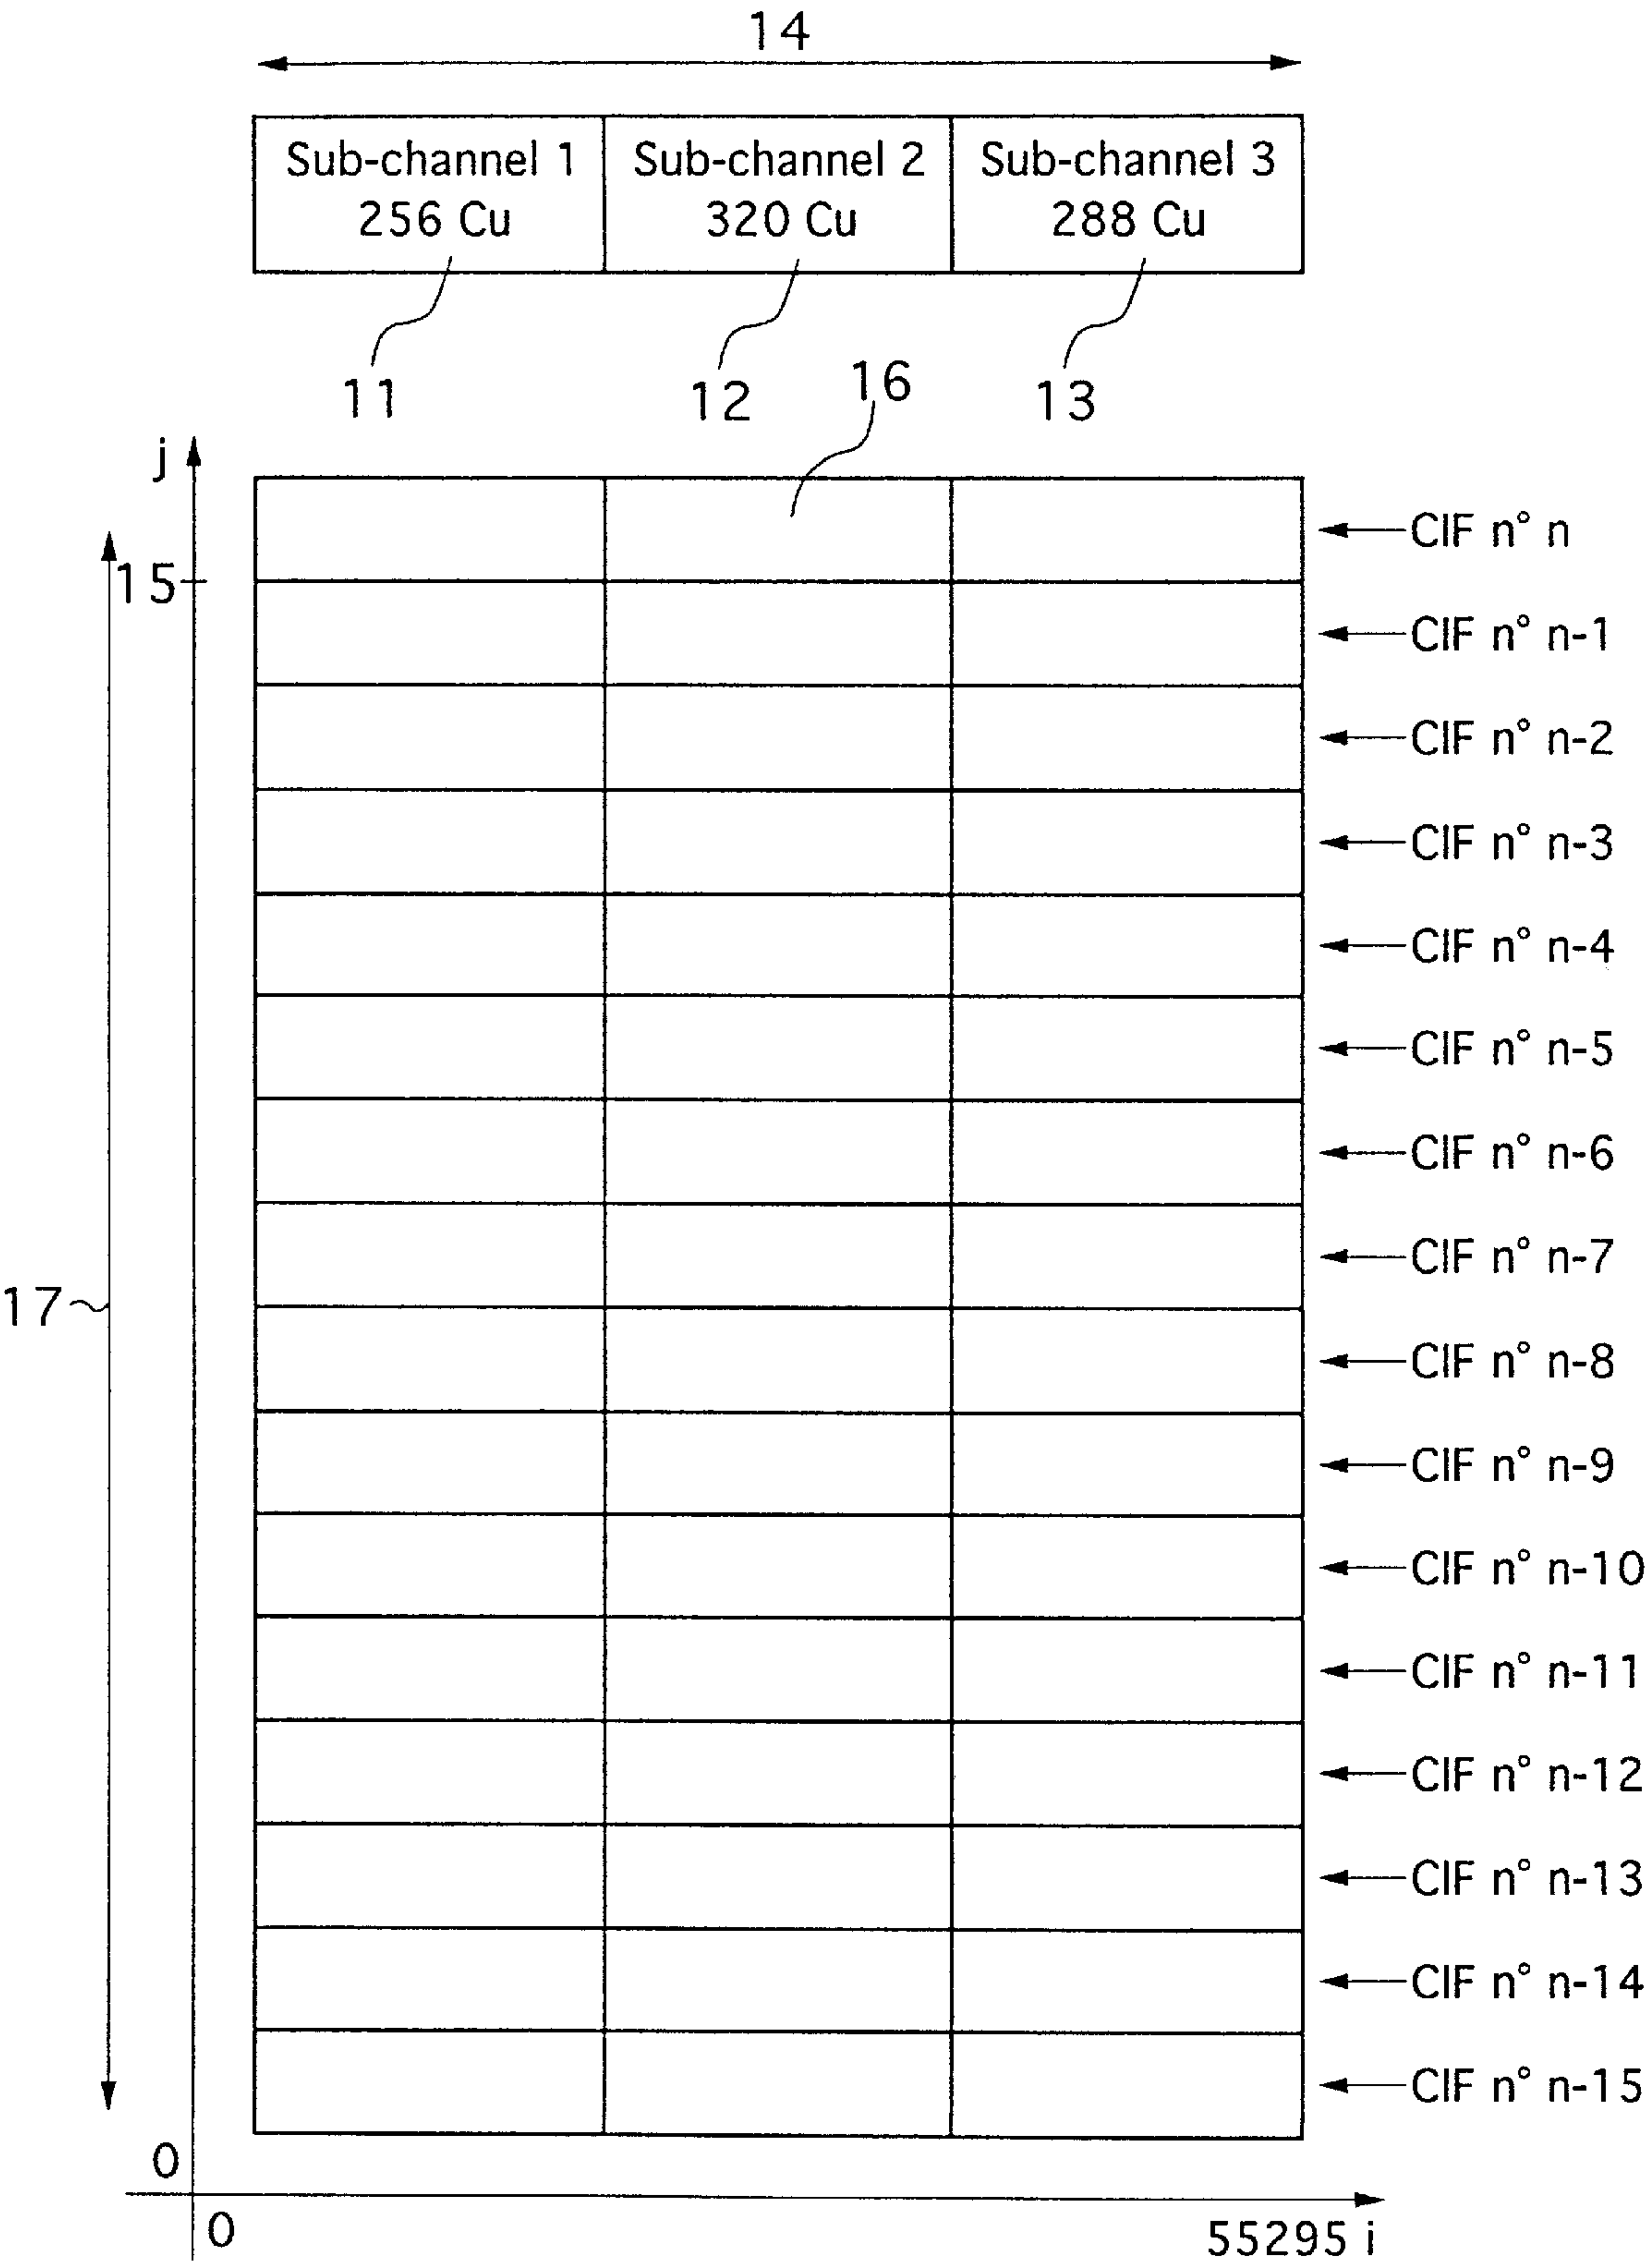 14
Sub-channel 1 Sub-channel 2 Sub-channel 3
256 Cu 320 Cu 288 Cu
11 12 13
16
j
15
CIF n° n
CIF n° n-1
CIF n° n-2
CIF n° n-3
CIF n° n-4
CIF n° n-5
CIF n° n-6
CIF n° n-7
17
CIF n° n-8
CIF n° n-9
CIF n° n-10
CIF n° n-11
CIF n° n-12
CIF n° n-13
CIF n° n-14
CIF n° n-15
0
0 55295 i